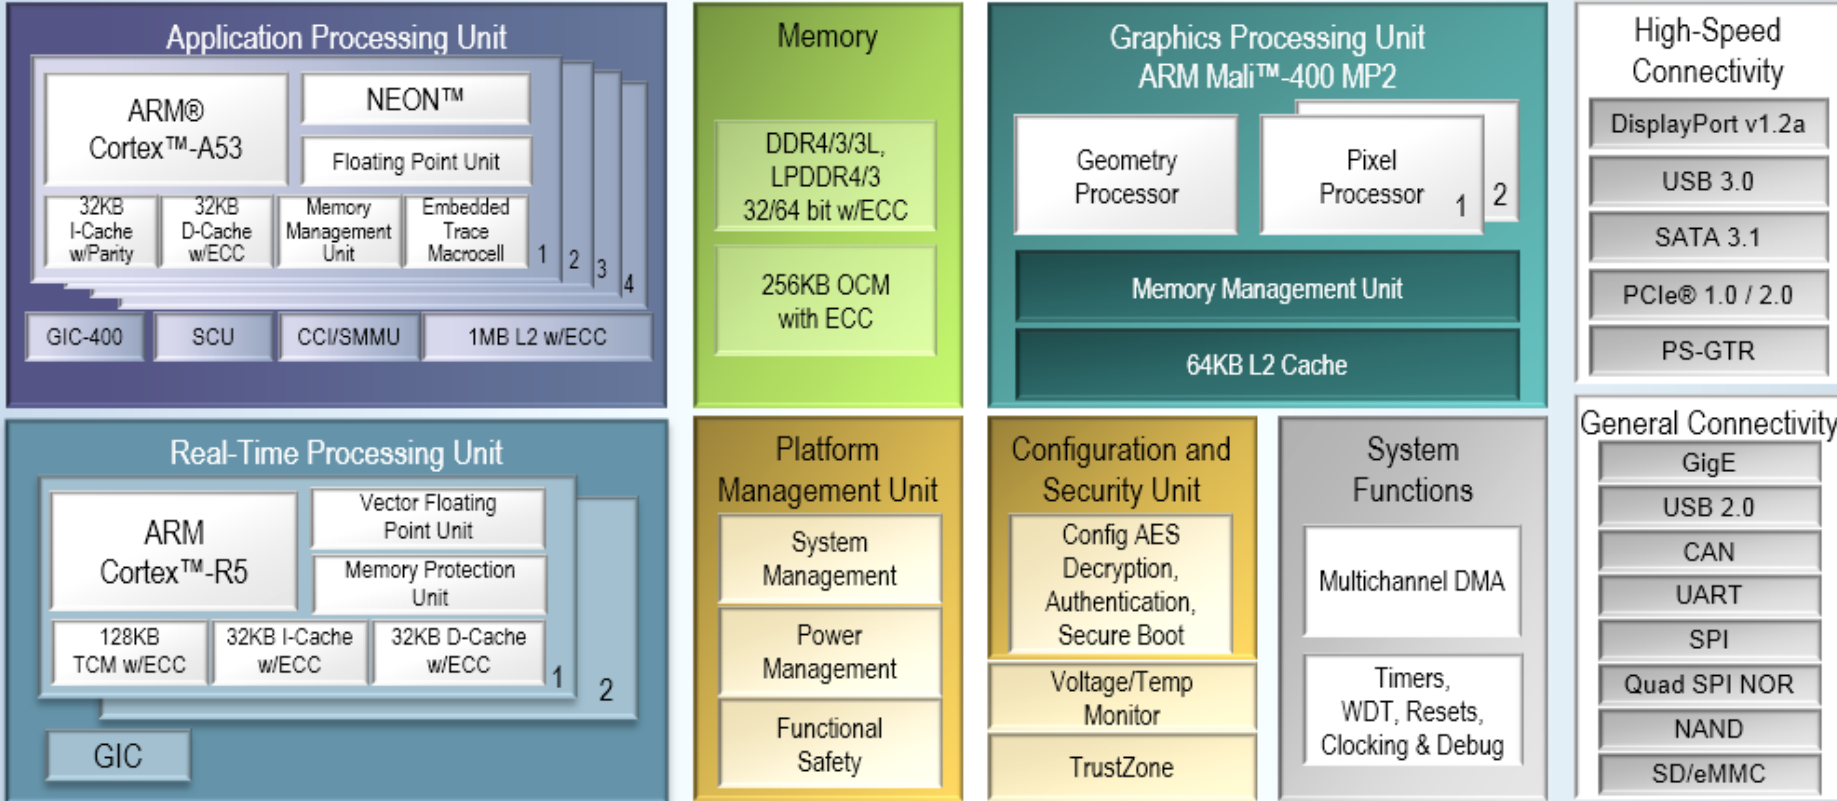 Application Processing Unit
ARM®
Cortex™-A53
NEON™
Floating Point Unit
32KB
I-Cache
w/Parity
32KB
D-Cache
w/ECC
Memory
Management
Unit
Embedded
Trace
Macrocell
1
2
3
4
GIC-400
SCU
CCI/SMMU
1MB L2 w/ECC
Memory
DDR4/3/3L,
LPDDR4/3
32/64 bit w/ECC
256KB OCM
with ECC
Graphics Processing Unit
ARM Mali™-400 MP2
Geometry
Processor
Pixel
Processor
1
2
Memory Management Unit
64KB L2 Cache
High-Speed
Connectivity
DisplayPort v1.2a
USB 3.0
SATA 3.1
PCIe® 1.0 / 2.0
PS-GTR
Real-Time Processing Unit
ARM
Cortex™-R5
Vector Floating
Point Unit
Memory Protection
Unit
128KB
TCM w/ECC
32KB I-Cache
w/ECC
32KB D-Cache
w/ECC
1
2
GIC
Platform
Management Unit
System
Management
Power
Management
Functional
Safety
Configuration and
Security Unit
Config AES
Decryption,
Authentication,
Secure Boot
Voltage/Temp
Monitor
TrustZone
System
Functions
Multichannel DMA
Timers,
WDT, Resets,
Clocking & Debug
General Connectivity
GigE
USB 2.0
CAN
UART
SPI
Quad SPI NOR
NAND
SD/eMMC